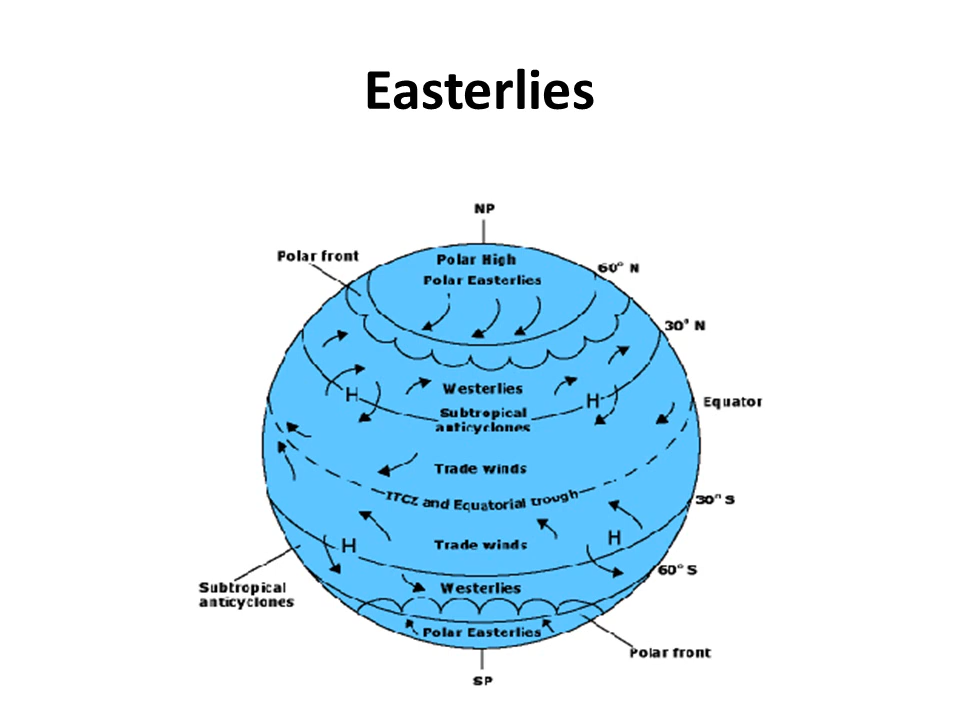 Easterlies
NP
Polar front
Polar High
60° N
Polar Easterlies
30° N
Westerlies
H
H
Equator
Subtropical
anticyclones
Trade winds
ITCZ and Equatorial trough
30° S
H
H
Trade winds
60° S
Subtropical
anticyclones
Westerlies
Polar Easterlies
Polar front
SP